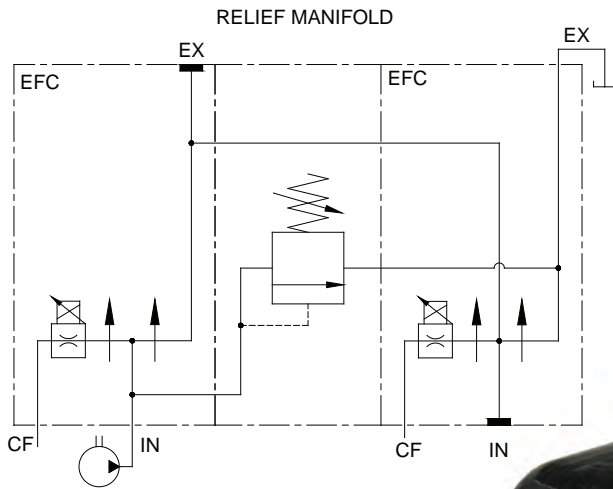 RELIEF MANIFOLD
EX
EX
EFC
EFC
CF
IN
CF
IN